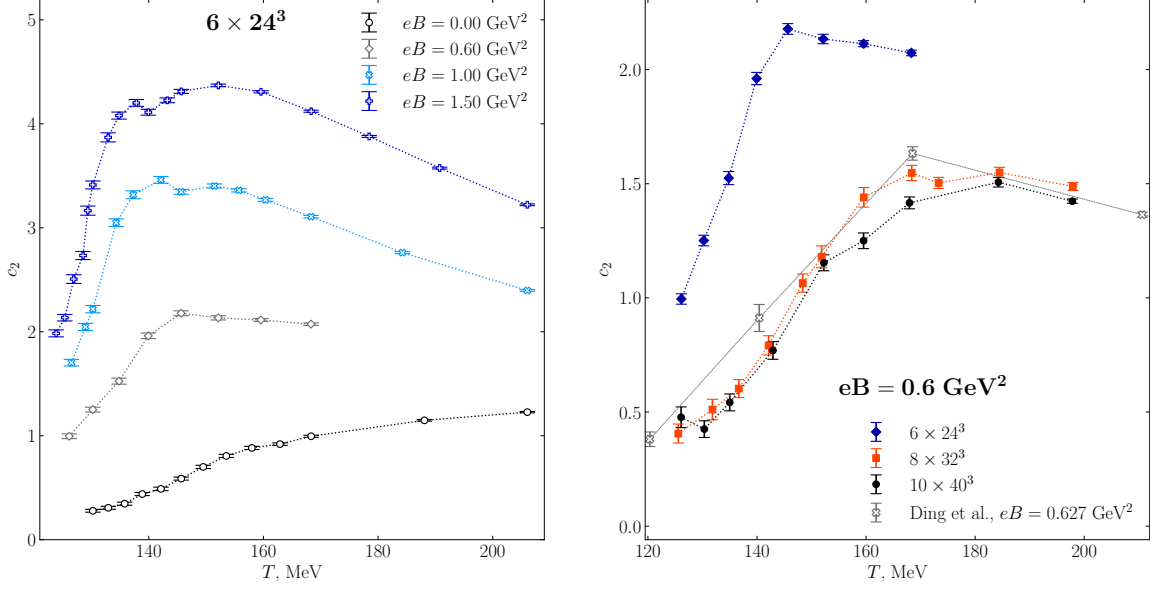 6 × 24³
eB = 0.00 GeV²
eB = 0.60 GeV²
eB = 1.00 GeV²
eB = 1.50 GeV²
5
4
3
2
1
0
c₂
140
160
180
200
T, MeV
2.0
1.5
1.0
0.5
0.0
c₂
eB = 0.6 GeV²
6 × 24³
8 × 32³
10 × 40³
Ding et al., eB = 0.627 GeV²
120
140
160
180
200
T, MeV